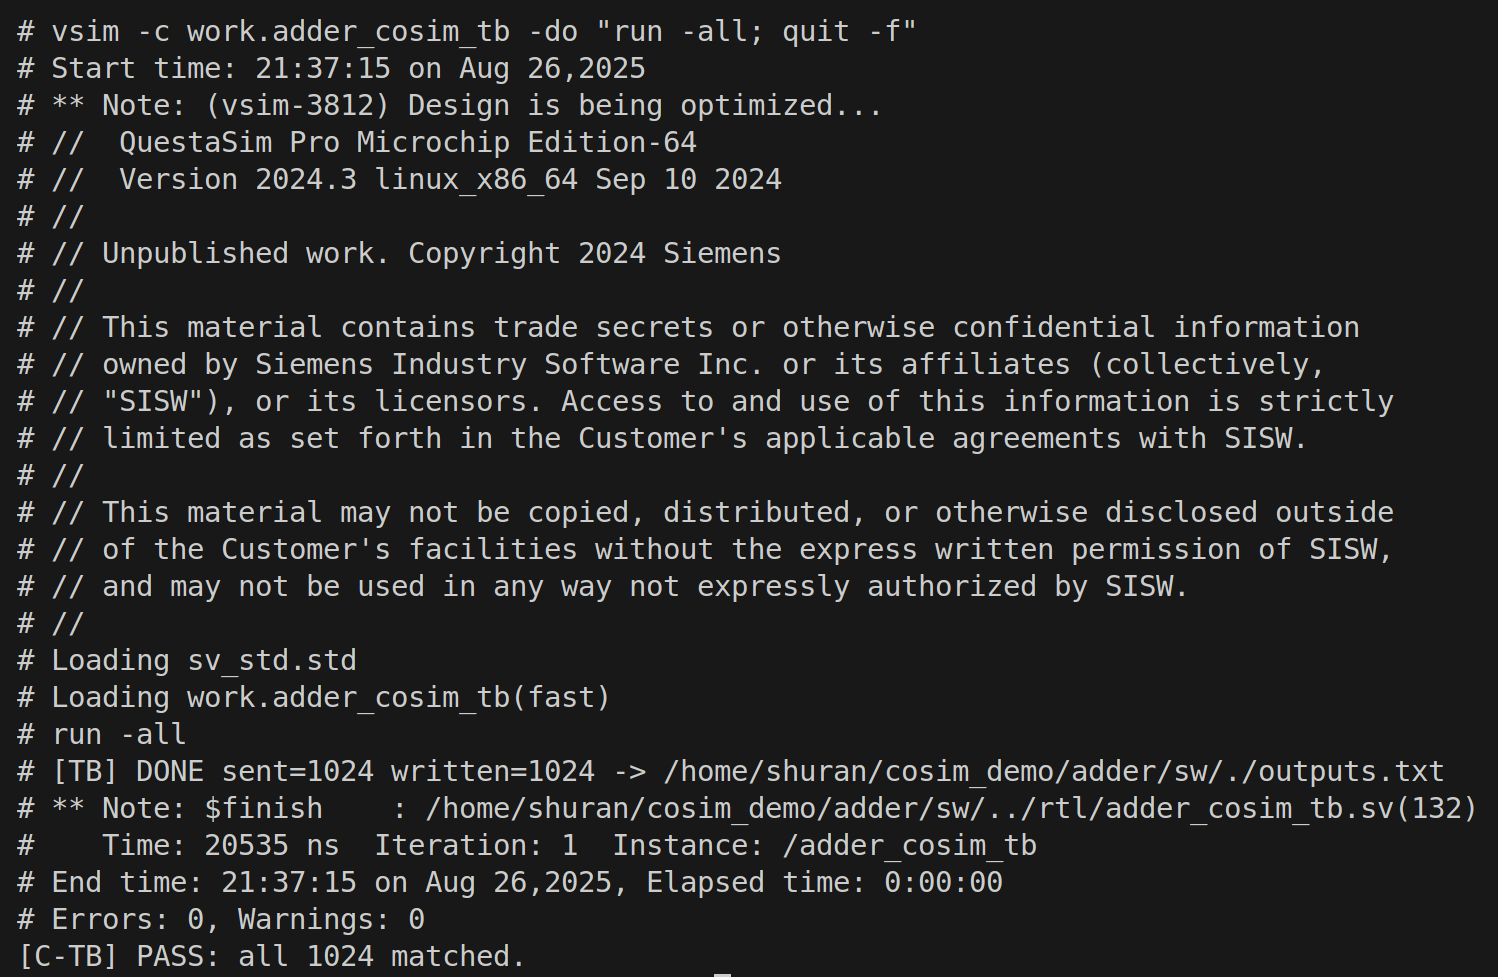 # vsim -c work.adder_cosim_tb -do "run -all; quit -f"
# Start time: 21:37:15 on Aug 26,2025
# ** Note: (vsim-3812) Design is being optimized...
# //  QuestaSim Pro Microchip Edition-64
# //  Version 2024.3 linux_x86_64 Sep 10 2024
# //
# // Unpublished work. Copyright 2024 Siemens
# //
# // This material contains trade secrets or otherwise confidential information
# // owned by Siemens Industry Software Inc. or its affiliates (collectively,
# // "SISW"), or its licensors. Access to and use of this information is strictly
# // limited as set forth in the Customer's applicable agreements with SISW.
# //
# // This material may not be copied, distributed, or otherwise disclosed outside
# // of the Customer's facilities without the express written permission of SISW,
# // and may not be used in any way not expressly authorized by SISW.
# //
# Loading sv_std.std
# Loading work.adder_cosim_tb(fast)
# run -all
# [TB] DONE sent=1024 written=1024 -> /home/shuran/cosim_demo/adder/sw/./outputs.txt
# ** Note: $finish    : /home/shuran/cosim_demo/adder/sw/../rtl/adder_cosim_tb.sv(132)
#    Time: 20535 ns  Iteration: 1  Instance: /adder_cosim_tb
# End time: 21:37:15 on Aug 26,2025, Elapsed time: 0:00:00
# Errors: 0, Warnings: 0
[C-TB] PASS: all 1024 matched.